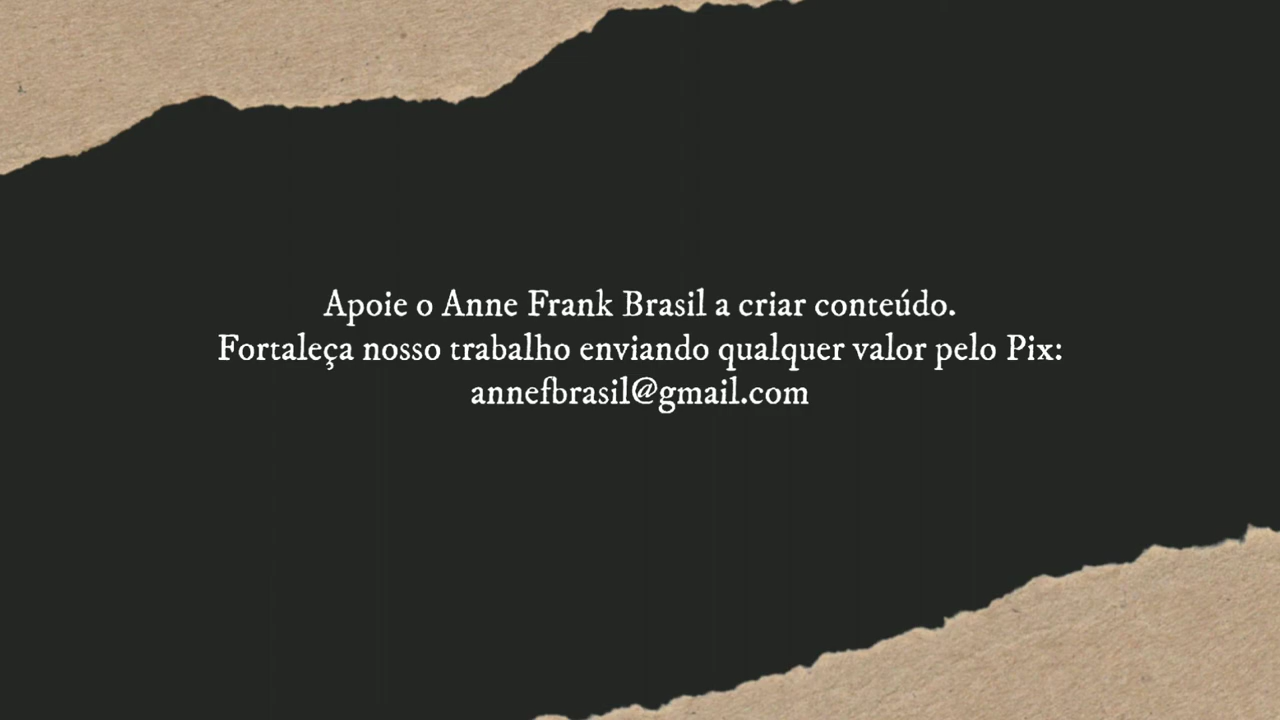 Apoie o Anne Frank Brasil a criar conteúdo.
Fortaleça nosso trabalho enviando qualquer valor pelo Pix:
annefbrasil@gmail.com